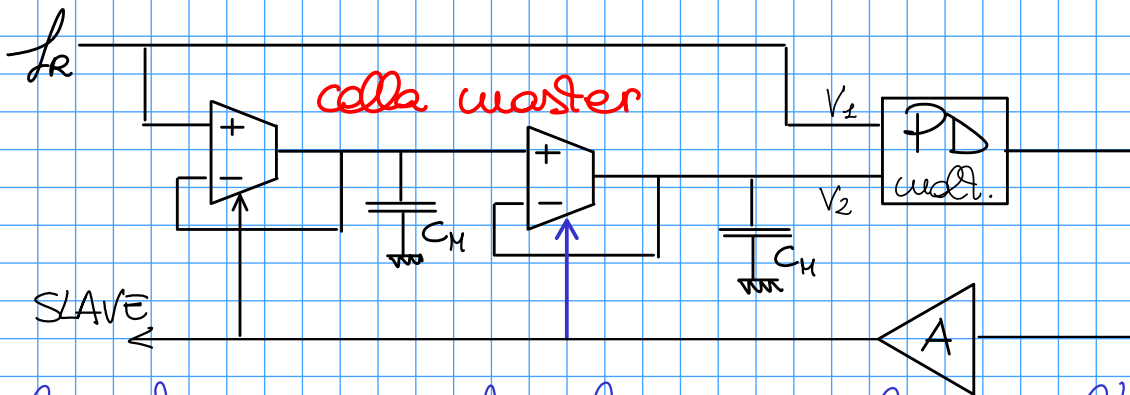 fR
cella master
+
−
+
−
V1
V2
PD
molt.
CM
CM
SLAVE
A